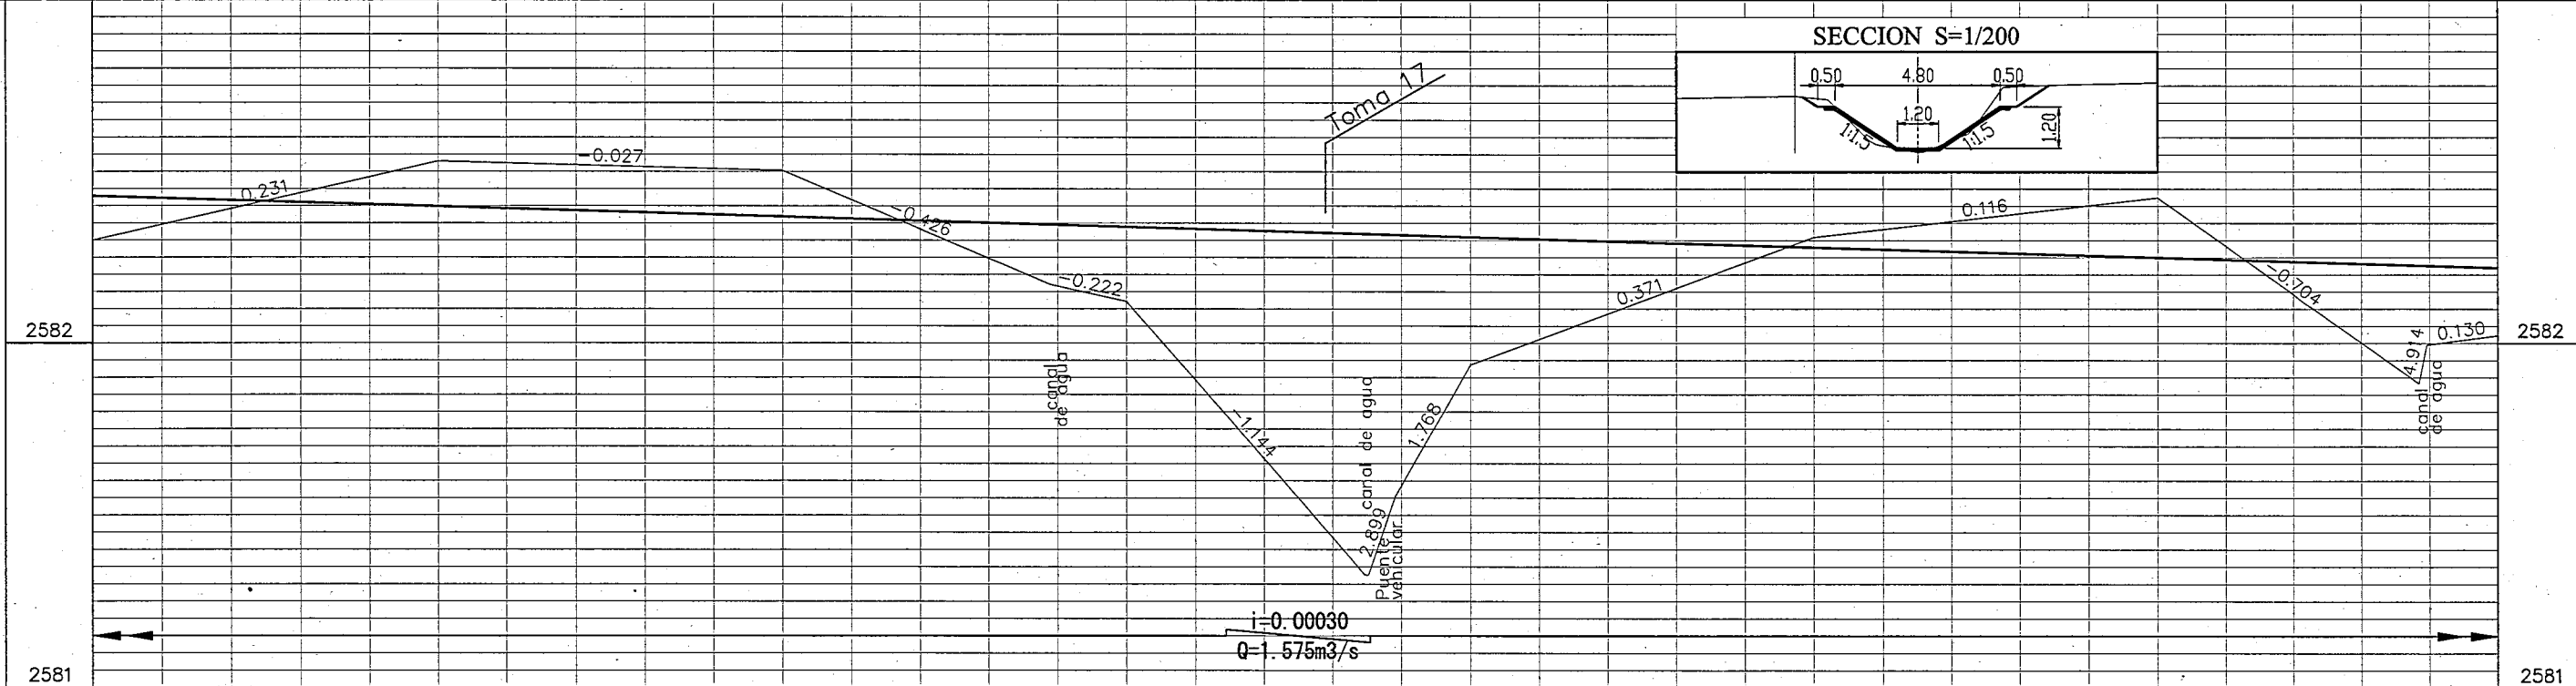 SECCION S=1/200
0.50 4.80 0.50
1.20
1:1.5 1:1.5
1.20
Toma 17
-0.027
0.231
-0.426
-0.222
0.116
0.371
-0.704
2582
2582
4.914
0.130
canal
de agua
canal de agua
-1.144
1.768
canal
de agua
2.899
Puente
vehicular
i=0.00030
Q=1.575m3/s
2581
2581